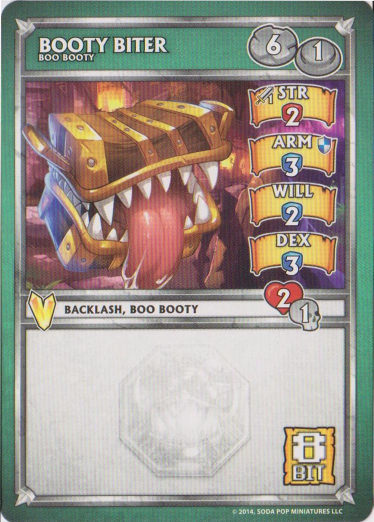 BOOTY BITER
BOO BOOTY
6 1
STR
2
ARM
3
WILL
2
DEX
3
2
1
BACKLASH, BOO BOOTY
8
BIT
© 2014, SODA POP MINIATURES LLC